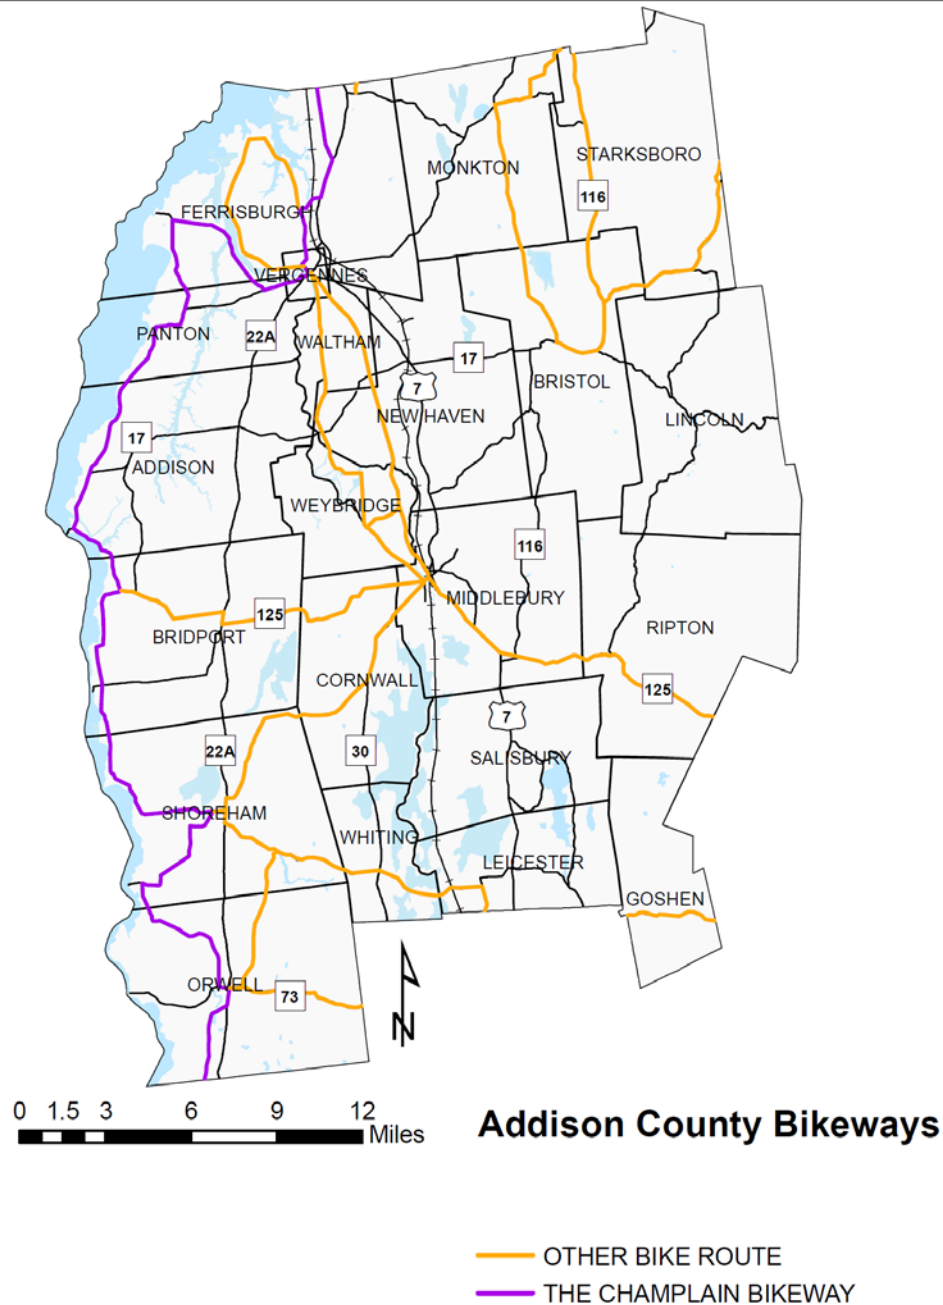 STARKSBORO
MONKTON
116
FERRISBURGH
VERGENNES
PANTON
22A
WALTHAM
17
BRISTOL
7
NEW HAVEN
LINCOLN
17
ADDISON
WEYBRIDGE
116
MIDDLEBURY
125
BRIDPORT
RIPTON
CORNWALL
125
7
22A
30
SALISBURY
SHOREHAM
WHITING
LEICESTER
GOSHEN
ORWELL
73
N
0 1.5 3 6 9 12
Miles
Addison County Bikeways
OTHER BIKE ROUTE
THE CHAMPLAIN BIKEWAY